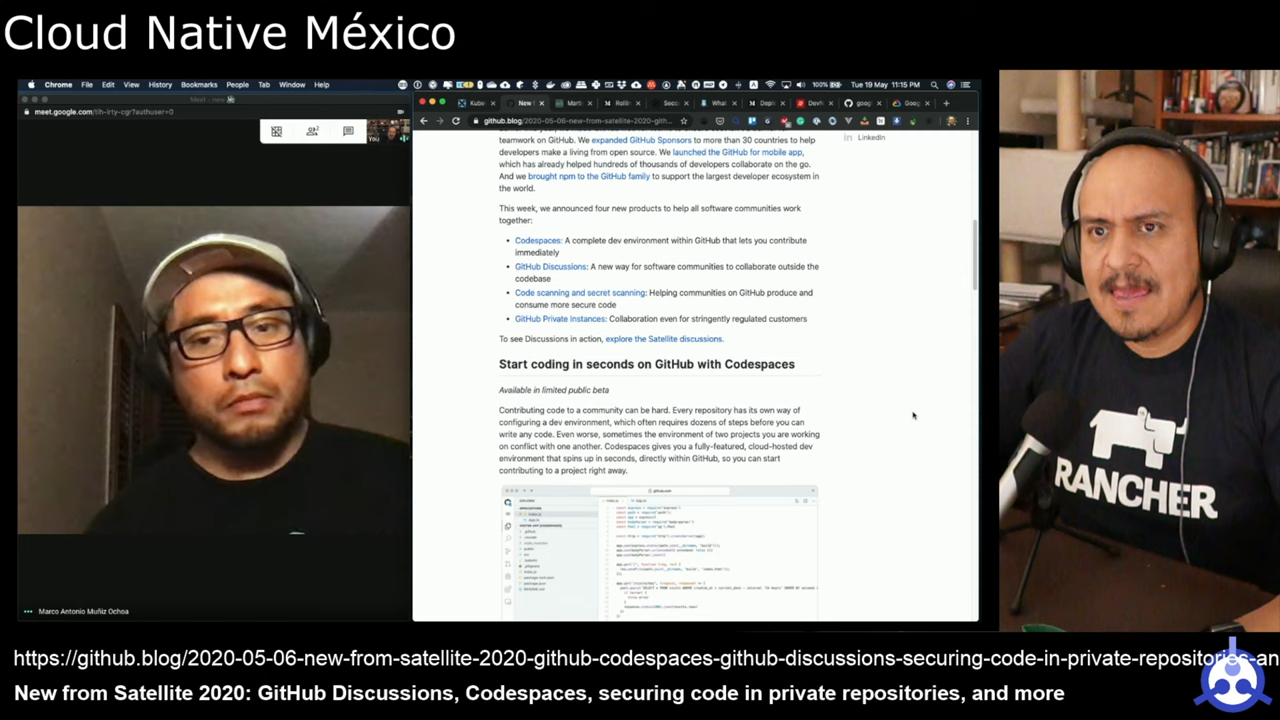 Cloud Native México
Chrome File Edit View History Bookmarks People Tab Window Help
100% Tue 19 May 11:15 PM
meet.google.com/tih-irty-cgr?authuser=0
You
github.blog/2020-05-06-new-from-satellite-2020-gith...
teamwork on GitHub. We expanded GitHub Sponsors to more than 30 countries to help
developers make a living from open source. We launched the GitHub for mobile app,
which has already helped hundreds of thousands of developers collaborate on the go.
And we brought npm to the GitHub family to support the largest developer ecosystem in
the world.
LinkedIn
This week, we announced four new products to help all software communities work
together:
• Codespaces: A complete dev environment within GitHub that lets you contribute
immediately
• GitHub Discussions: A new way for software communities to collaborate outside the
codebase
• Code scanning and secret scanning: Helping communities on GitHub produce and
consume more secure code
• GitHub Private Instances: Collaboration even for stringently regulated customers
To see Discussions in action, explore the Satellite discussions.
Start coding in seconds on GitHub with Codespaces
Available in limited public beta
Contributing code to a community can be hard. Every repository has its own way of
configuring a dev environment, which often requires dozens of steps before you can
write any code. Even worse, sometimes the environment of two projects you are working
on conflict with one another. Codespaces gives you a fully-featured, cloud-hosted dev
environment that spins up in seconds, directly within GitHub, so you can start
contributing to a project right away.
RANCHER
Marco Antonio Muñiz Ochoa
https://github.blog/2020-05-06-new-from-satellite-2020-github-codespaces-github-discussions-securing-code-in-private-repositories-an
New from Satellite 2020: GitHub Discussions, Codespaces, securing code in private repositories, and more